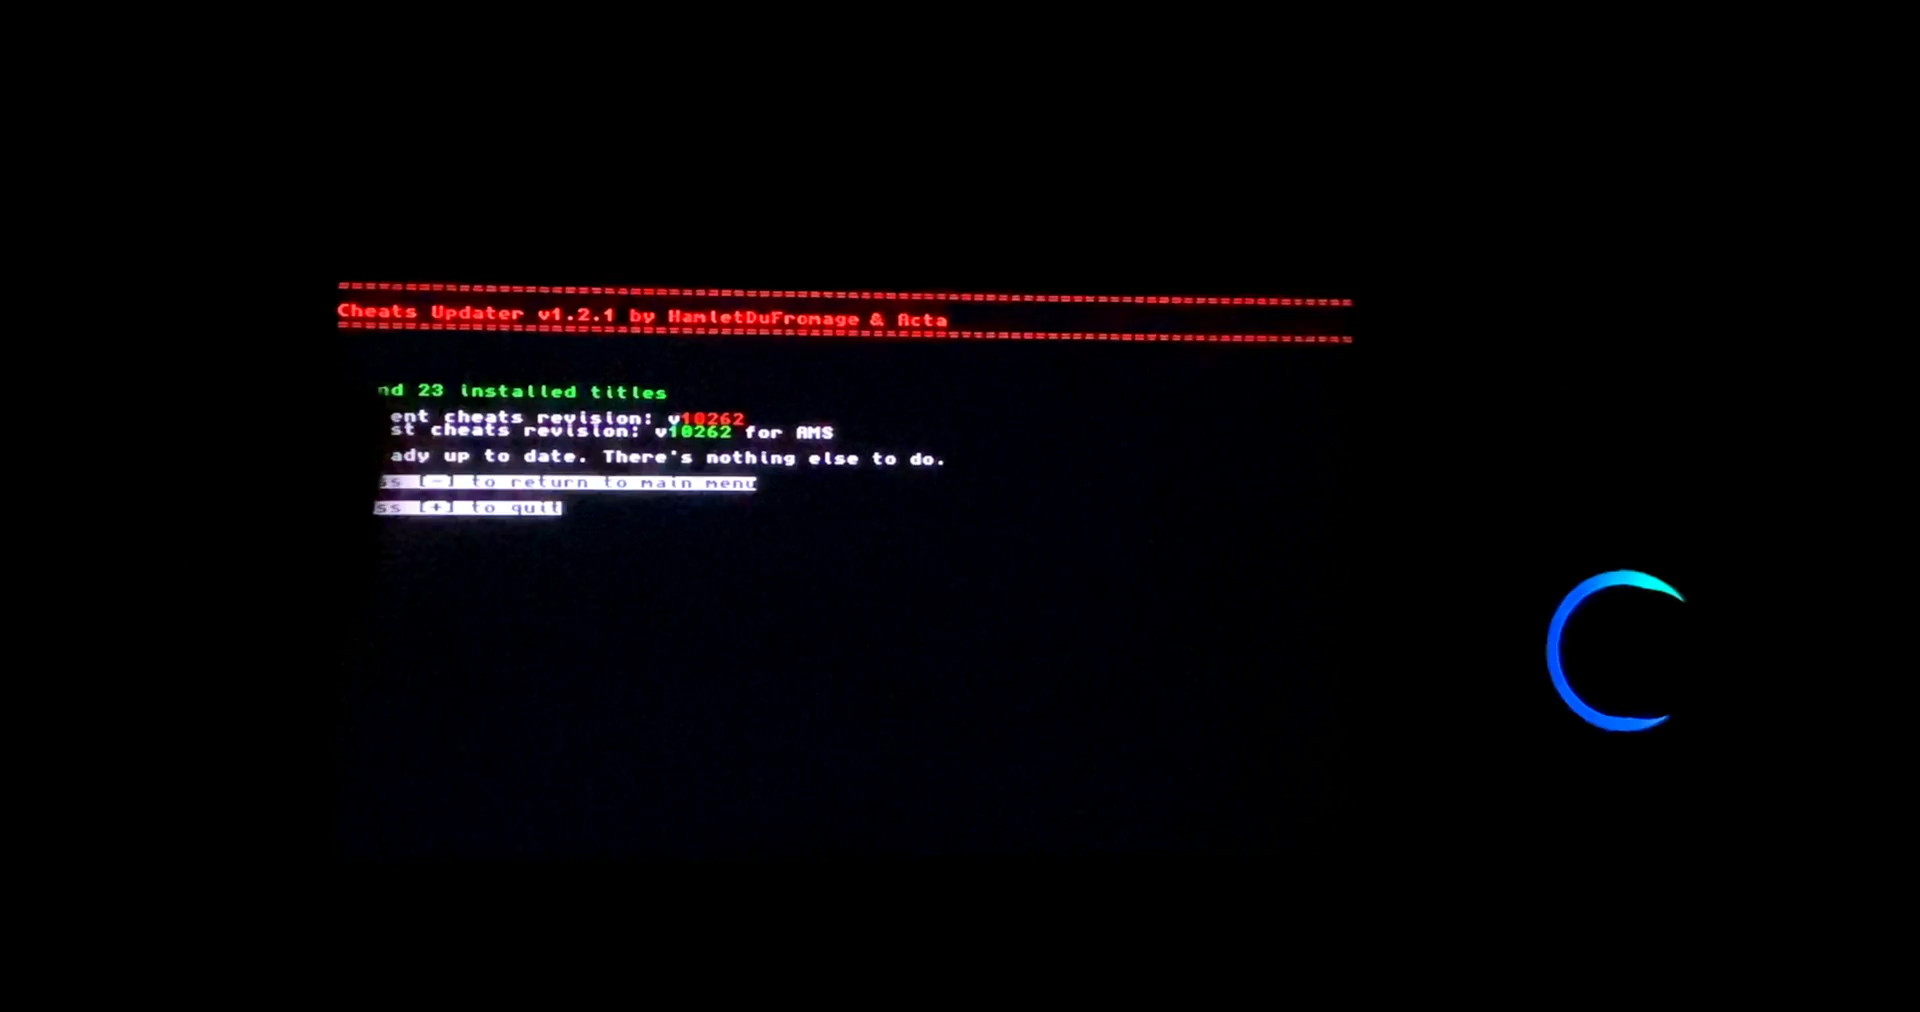 Cheats Updater v1.2.1 by HamletDuFromage & Acta
nd 23 installed titles
ent cheats revision: v10262
st cheats revision: v10262 for AMS
ady up to date. There's nothing else to do.
ss [-] to return to main menu
ss [+] to quit